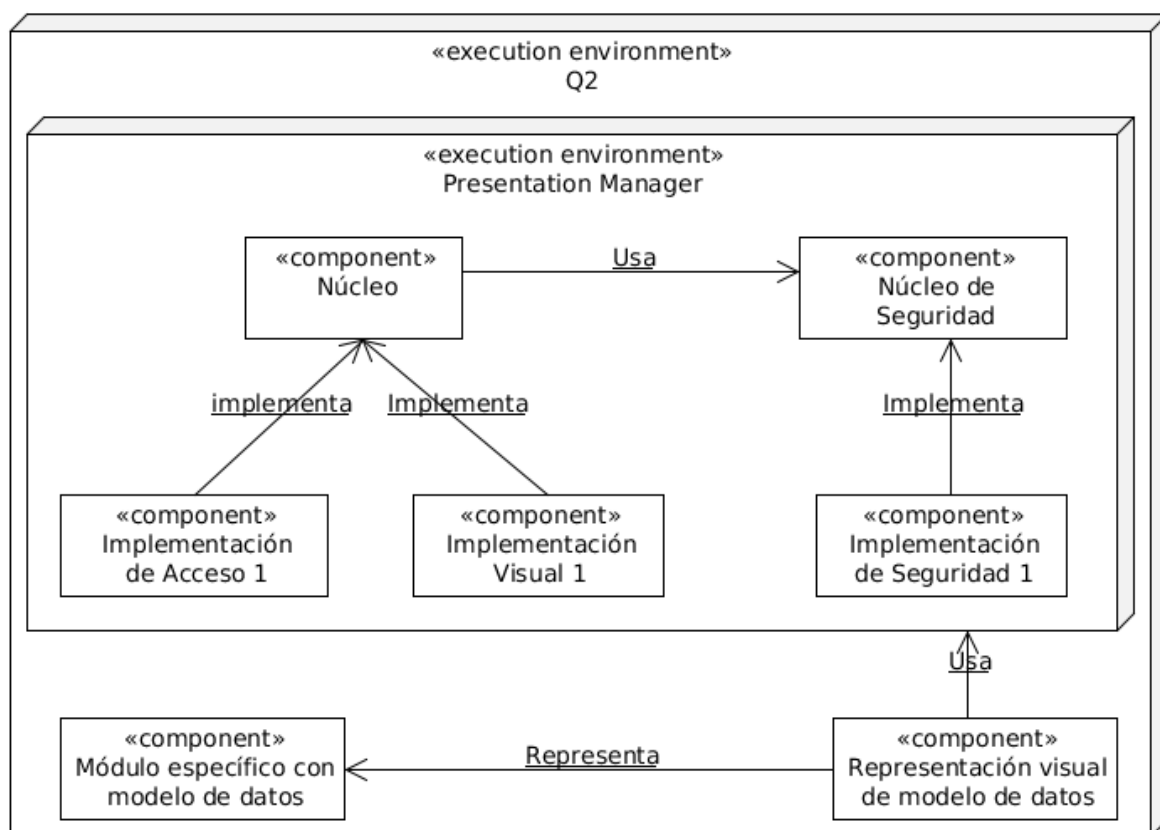 «execution environment»
Q2
«execution environment»
Presentation Manager
«component»
Núcleo
Usa
«component»
Núcleo de
Seguridad
implementa
Implementa
Implementa
«component»
Implementación
de Acceso 1
«component»
Implementación
Visual 1
«component»
Implementación
de Seguridad 1
Usa
«component»
Módulo específico con
modelo de datos
Representa
«component»
Representación visual
de modelo de datos